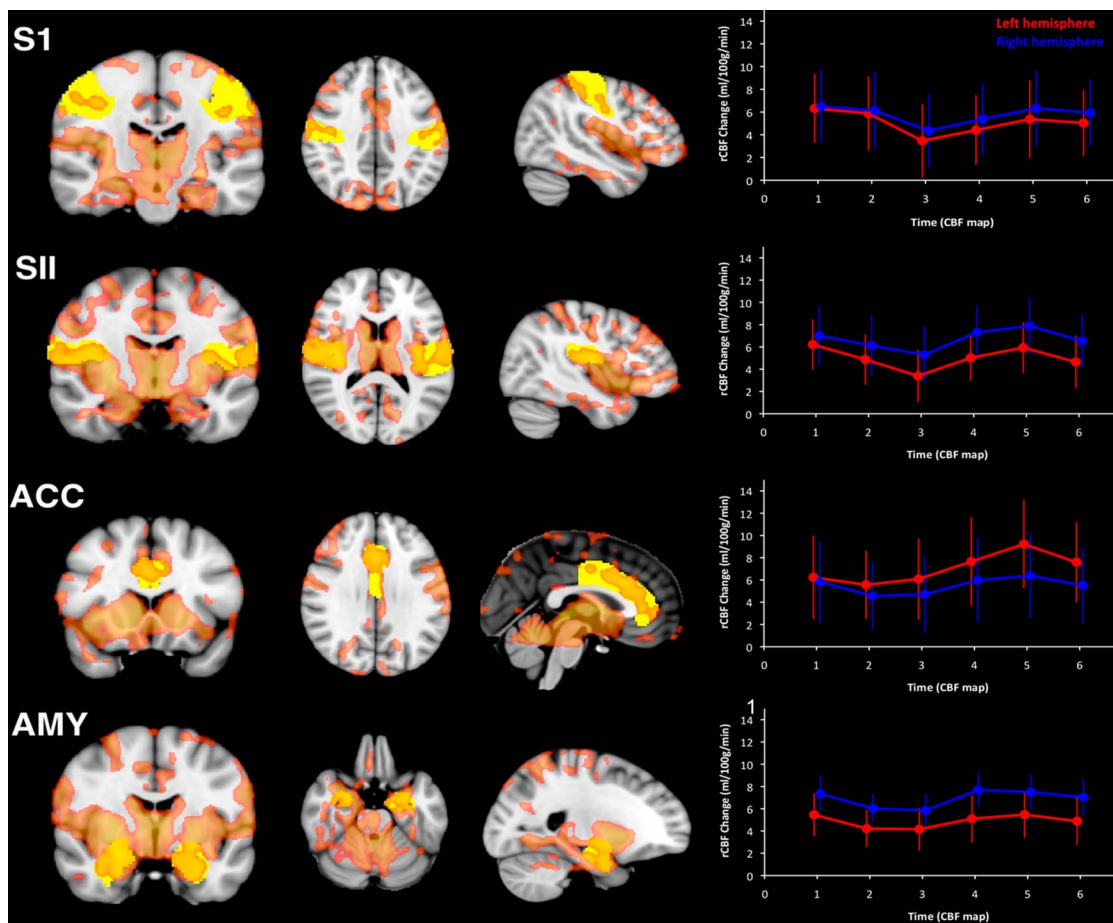 S1
Left hemisphere
Right hemisphere
rCBF Change (ml/100g/min)
14
12
10
8
6
4
2
0
0 1 2 3 4 5 6
Time (CBF map)
SII
rCBF Change (ml/100g/min)
14
12
10
8
6
4
2
0
0 1 2 3 4 5 6
Time (CBF map)
ACC
rCBF Change (ml/100g/min)
14
12
10
8
6
4
2
0
0 1 2 3 4 5 6
Time (CBF map)
AMY
1
rCBF Change (ml/100g/min)
14
12
10
8
6
4
2
0
0 1 2 3 4 5 6
Time (CBF map)